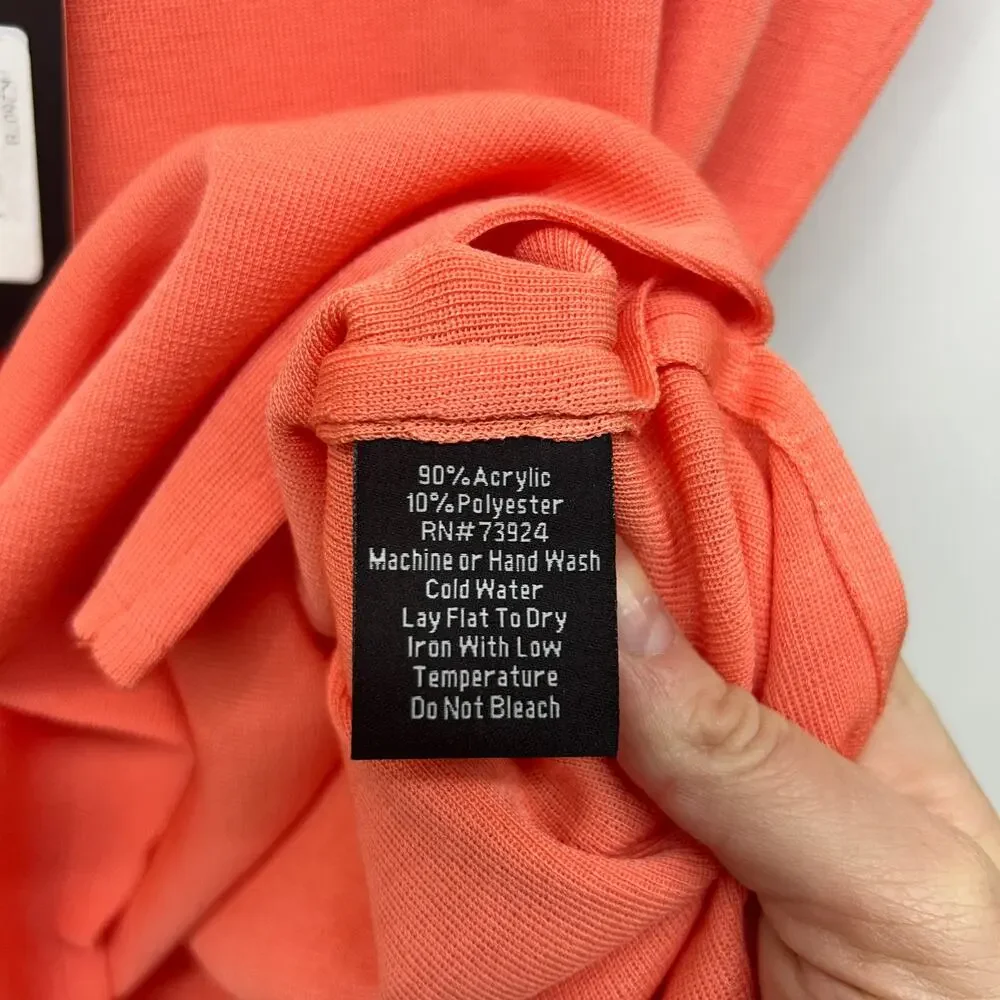 90%Acrylic
10%Polyester
RN#73924
Machine or Hand Wash
Cold Water
Lay Flat To Dry
Iron With Low
Temperature
Do Not Bleach